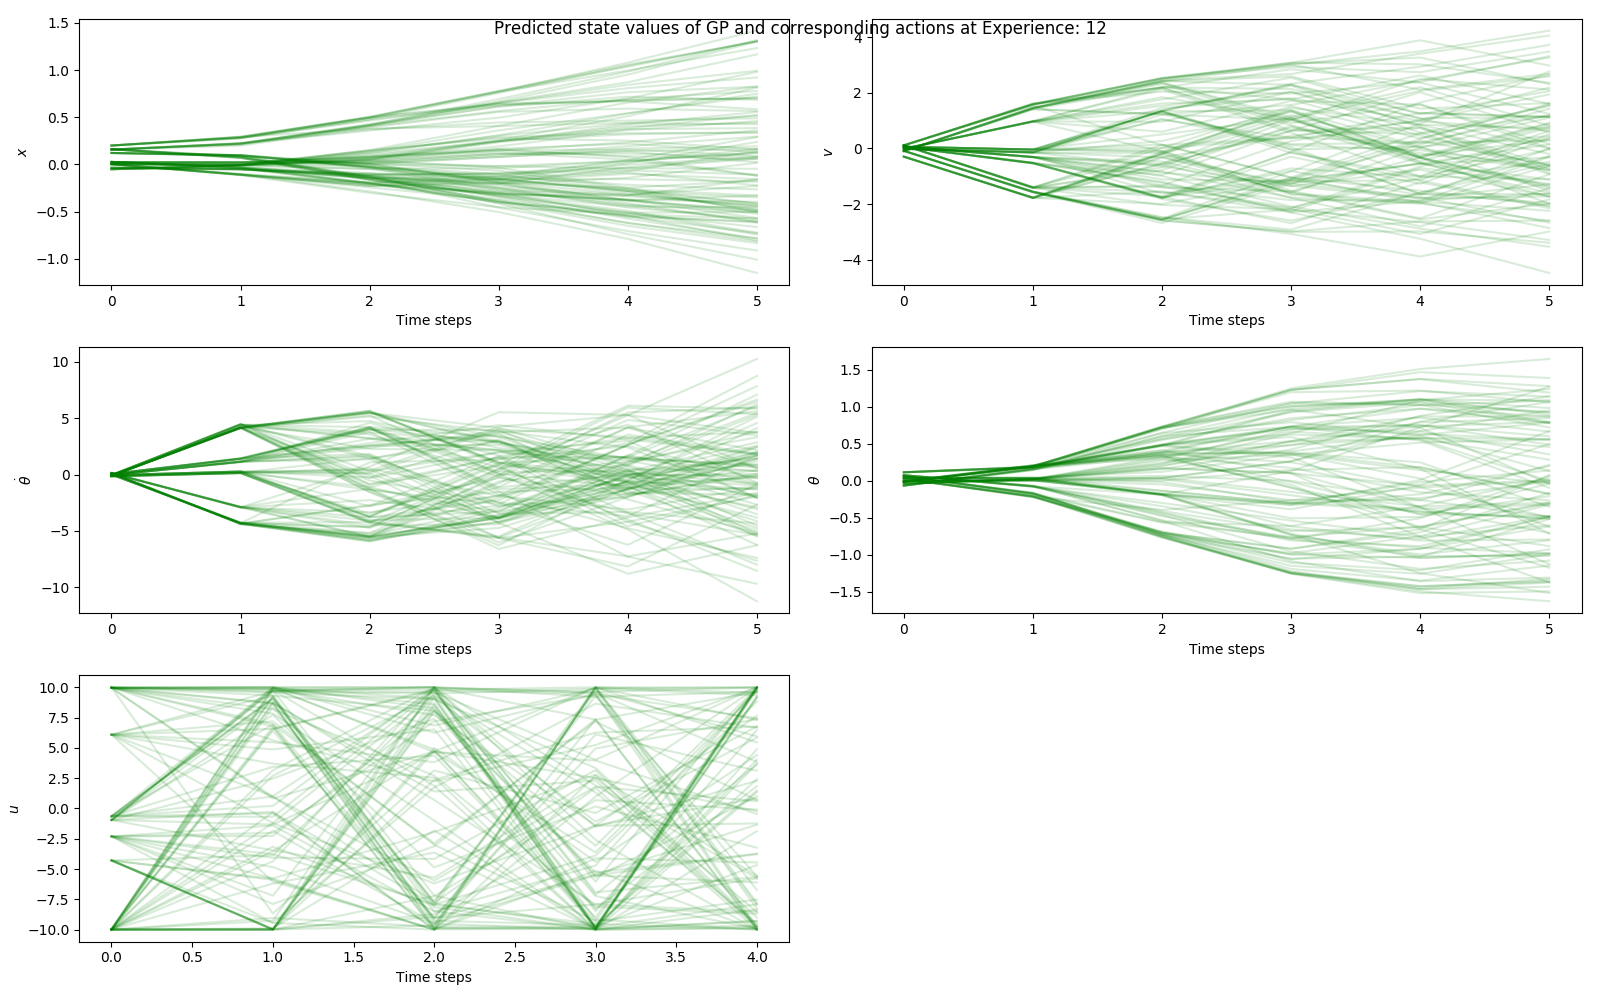 Predicted state values of GP and corresponding actions at Experience: 12
1.5
1.0
0.5
0.0
−0.5
−1.0
x
0 1 2 3 4 5
Time steps
4
2
0
−2
−4
v
0 1 2 3 4 5
Time steps
10
5
0
−5
−10
θ̇
0 1 2 3 4 5
Time steps
1.5
1.0
0.5
0.0
−0.5
−1.0
−1.5
θ
0 1 2 3 4 5
Time steps
10.0
7.5
5.0
2.5
0.0
−2.5
−5.0
−7.5
−10.0
u
0.0 0.5 1.0 1.5 2.0 2.5 3.0 3.5 4.0
Time steps